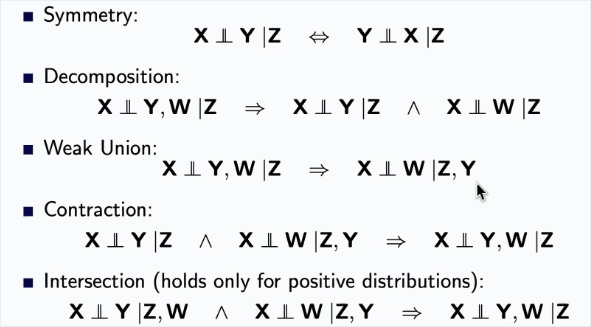 ■ Symmetry:
X ⫫ Y |Z ⇔ Y ⫫ X |Z
■ Decomposition:
X ⫫ Y, W |Z ⇒ X ⫫ Y |Z ∧ X ⫫ W |Z
■ Weak Union:
X ⫫ Y, W |Z ⇒ X ⫫ W |Z, Y
■ Contraction:
X ⫫ Y |Z ∧ X ⫫ W |Z, Y ⇒ X ⫫ Y, W |Z
■ Intersection (holds only for positive distributions):
X ⫫ Y |Z, W ∧ X ⫫ W |Z, Y ⇒ X ⫫ Y, W |Z